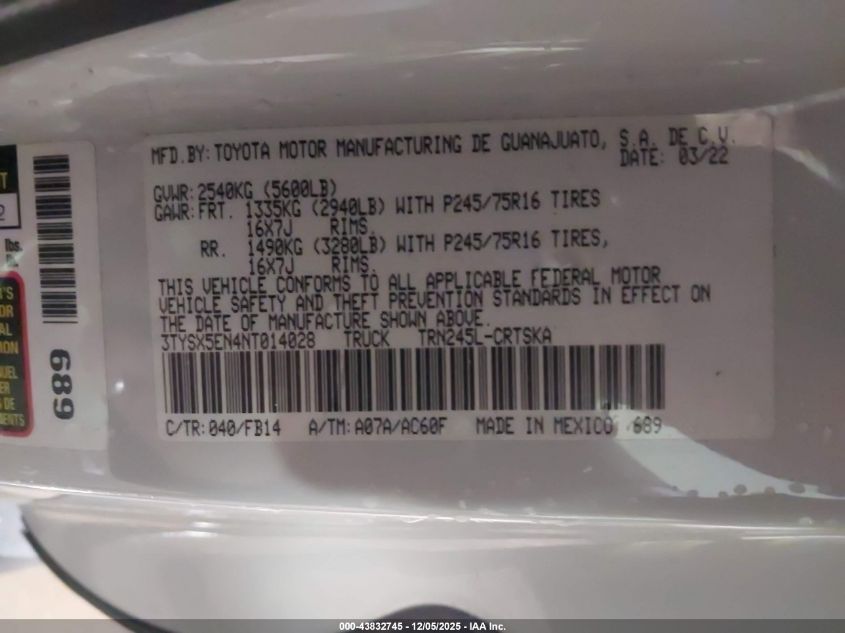 MFD.BY: TOYOTA MOTOR MANUFACTURING DE GUANAJUATO, S.A. DE C.V.
DATE: 03/22
GVWR: 2540KG (5600LB)
GAWR: FRT. 1335KG (2940LB) WITH P245/75R16 TIRES
16X7J RIMS.
RR. 1490KG (3280LB) WITH P245/75R16 TIRES,
16X7J RIMS.
THIS VEHICLE CONFORMS TO ALL APPLICABLE FEDERAL MOTOR
VEHICLE SAFETY AND THEFT PREVENTION STANDARDS IN EFFECT ON
THE DATE OF MANUFACTURE SHOWN ABOVE.
3TYSX5EN4NT014028 TRUCK TRN245L-CRTSKA
C/TR: 040/FB14 A/TM: A07A/AC60F MADE IN MEXICO 689
lbs.
689
000-43832745 - 12/05/2025 - IAA Inc.